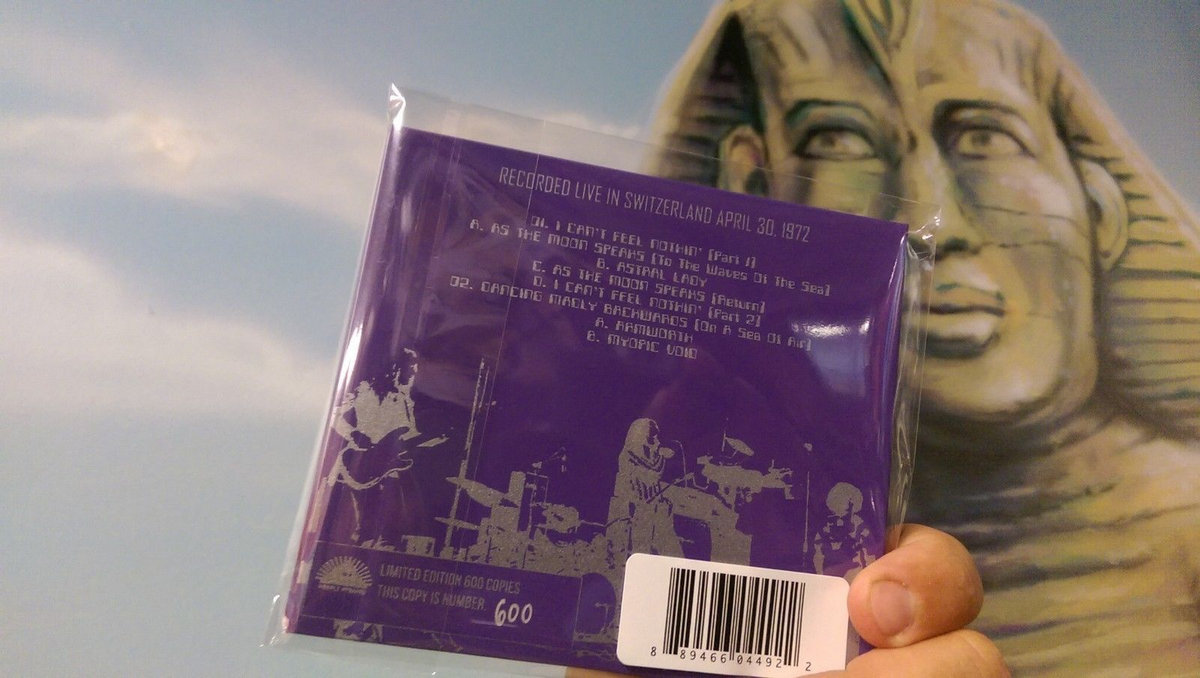 RECORDED LIVE IN SWITZERLAND APRIL 30, 1972
01. I CAN'T FEEL NOTHIN' [Part 1]
A. AS THE MOON SPEAKS [To The Waves Of The Sea]
B. ASTRAL LADY
C. AS THE MOON SPEAKS [Return]
D. I CAN'T FEEL NOTHIN' [Part 2]
02. DANCING MADLY BACKWARDS [On A Sea Of Air]
A. ARMWORTH
B. MYOPIC VOID
LIMITED EDITION 600 COPIES
THIS COPY IS NUMBER: 600
8 89466 04492 2